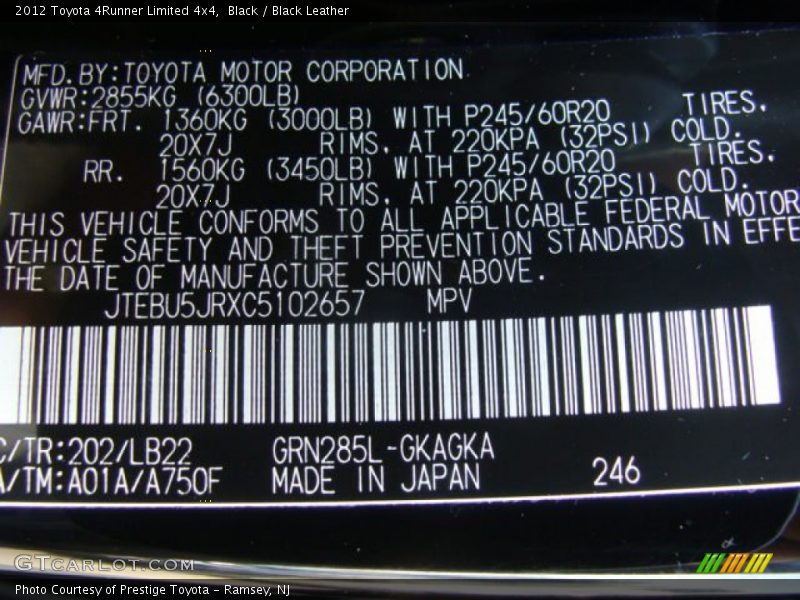 2012 Toyota 4Runner Limited 4x4,  Black / Black Leather
MFD.BY:TOYOTA MOTOR CORPORATION
GVWR:2855KG (6300LB)
GAWR:FRT. 1360KG (3000LB) WITH P245/60R20 TIRES,
20X7J RIMS, AT 220KPA (32PSI) COLD.
RR. 1560KG (3450LB) WITH P245/60R20 TIRES,
20X7J RIMS, AT 220KPA (32PSI) COLD.
THIS VEHICLE CONFORMS TO ALL APPLICABLE FEDERAL MOTOR
VEHICLE SAFETY AND THEFT PREVENTION STANDARDS IN EFFE
THE DATE OF MANUFACTURE SHOWN ABOVE.
JTEBU5JRXC5102657 MPV
C/TR:202/LB22 GRN285L-GKAGKA
A/TM:A01A/A750F MADE IN JAPAN 246
GTCARLOT.COM
Photo Courtesy of Prestige Toyota - Ramsey, NJ